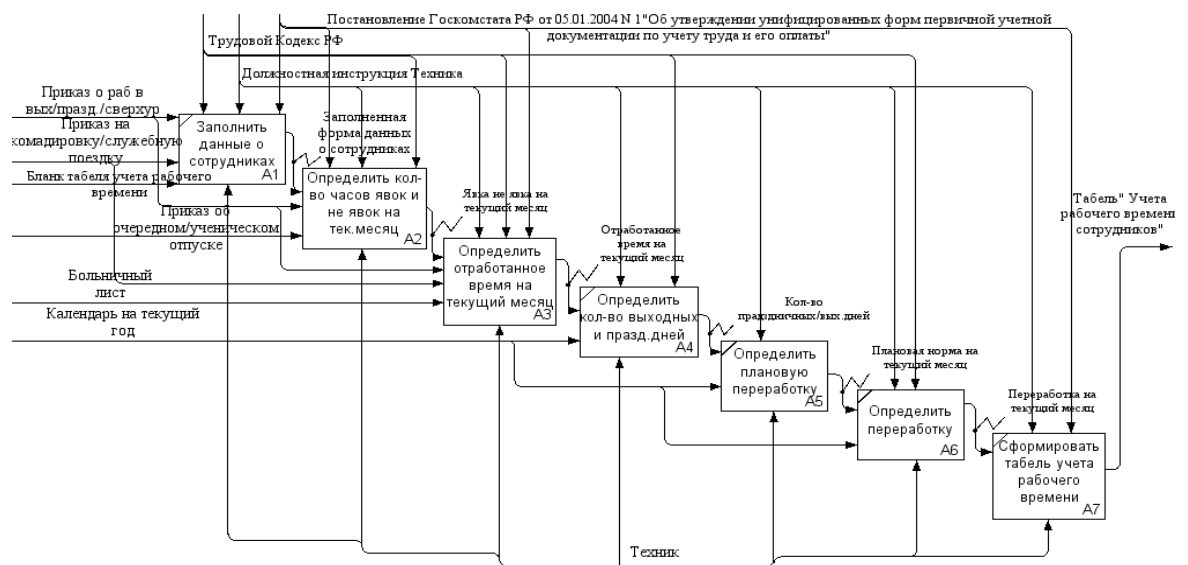 Постановление Госкомстата РФ от 05.01.2004 N 1"Об утверждении унифицированных форм первичной учетной
документации по учету труда и его оплаты"
Трудовой Кодекс РФ
Должностная инструкция Техника
Приказ о раб в
вых/празд./сверхур
Приказ на
комадировку/служебную
поездку
Бланк табеля учета рабочего
времени
Заполнить
данные о
сотрудниках
A1
Заполненная
форма данных
о сотрудниках
Определить кол-
во часов явок и
не явок на
тек.месяц
A2
Приказ об
очередном/ученическом
отпуске
Явка не явка на
текущий месяц
Определить
отработанное
время на
текущий месяц
A3
Больничный
лист
Календарь на текущий
год
Отработанное
время на
текущий месяц
Определить
кол-во выходных
и празд.дней
A4
Кол-во
праздничных/вых.дней
Определить
плановую
переработку
A5
Плановая норма на
текущий месяц
Определить
переработку
A6
Переработка на
текущий месяц
Сформировать
табель учета
рабочего
времени
A7
Табель" Учета
рабочего времени
сотрудников"
Техник